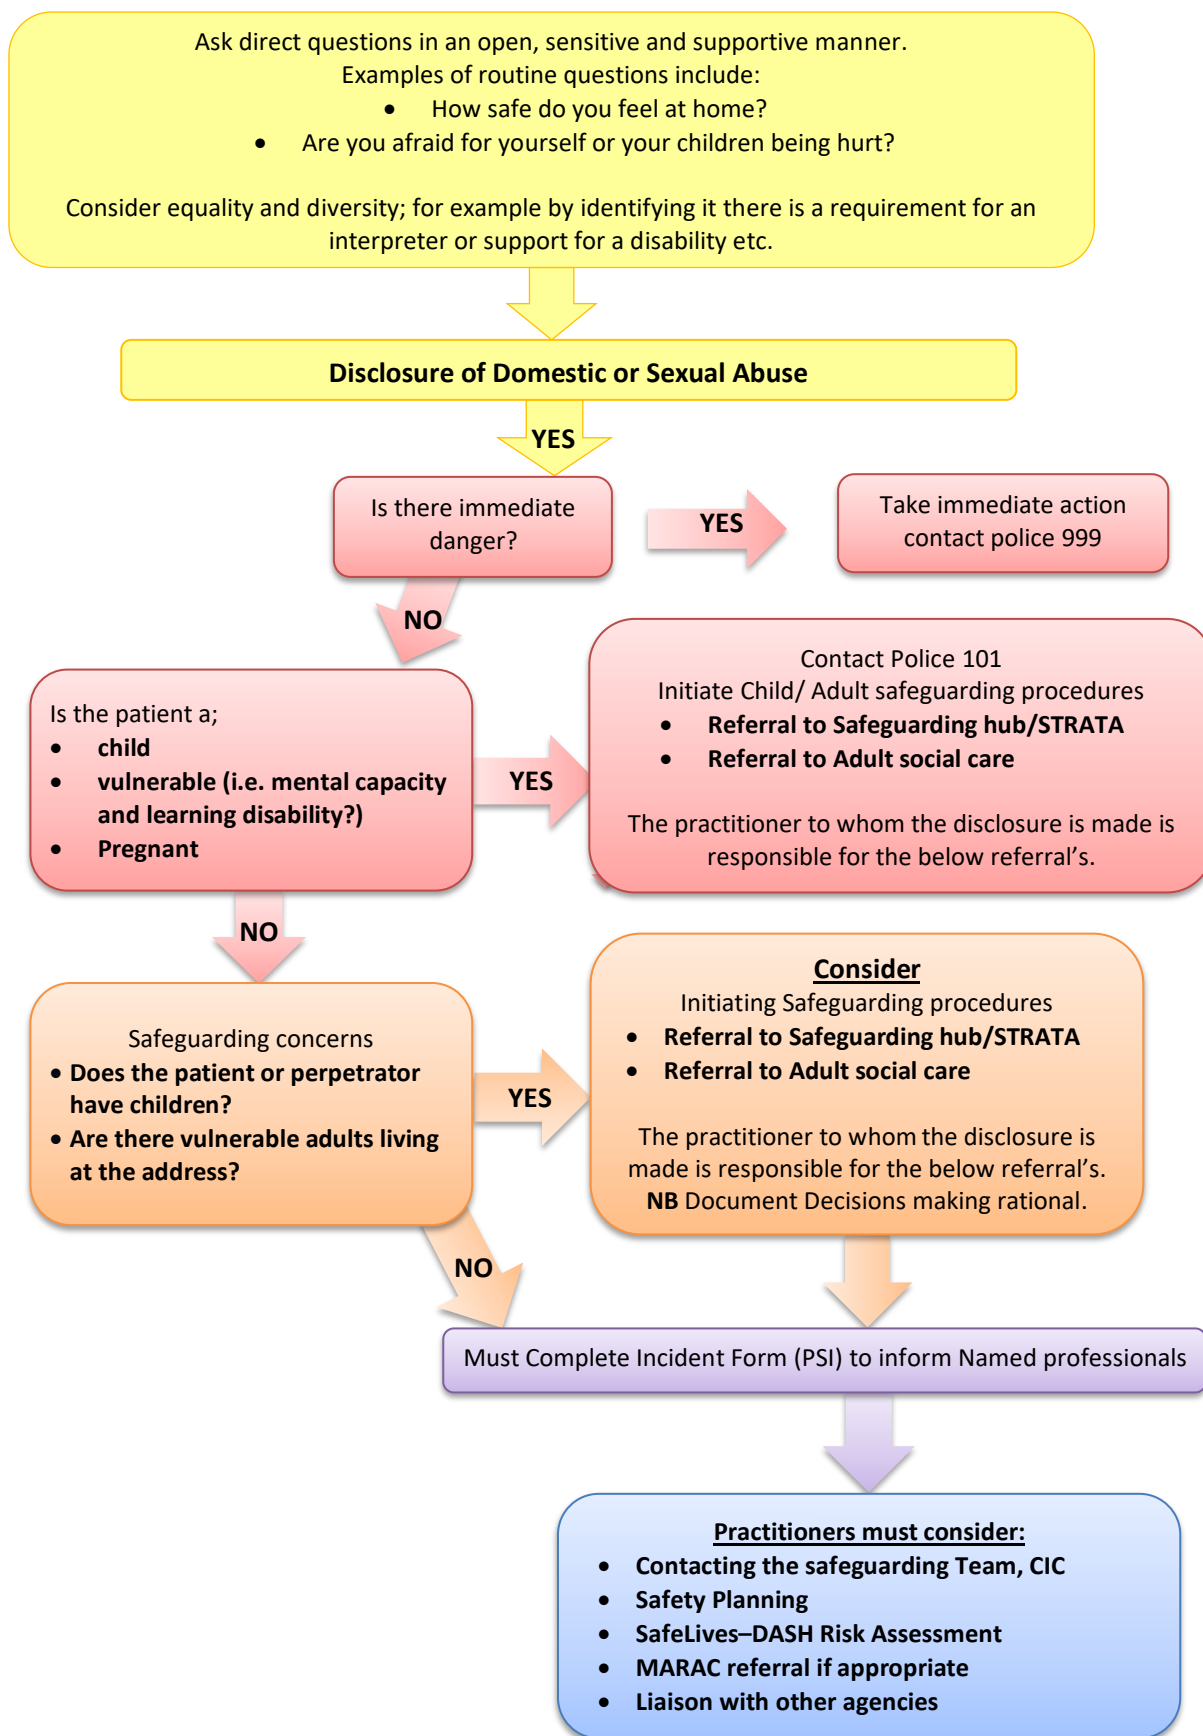 Ask direct questions in an open, sensitive and supportive manner.
Examples of routine questions include:
• How safe do you feel at home?
• Are you afraid for yourself or your children being hurt?
Consider equality and diversity; for example by identifying it there is a requirement for an
interpreter or support for a disability etc.
Disclosure of Domestic or Sexual Abuse
YES
Is there immediate
danger?
YES
Take immediate action
contact police 999
NO
Is the patient a;
• child
• vulnerable (i.e. mental capacity
and learning disability?)
• Pregnant
YES
Contact Police 101
Initiate Child/ Adult safeguarding procedures
• Referral to Safeguarding hub/STRATA
• Referral to Adult social care
The practitioner to whom the disclosure is made is
responsible for the below referral's.
NO
Safeguarding concerns
• Does the patient or perpetrator
have children?
• Are there vulnerable adults living
at the address?
YES
Consider
Initiating Safeguarding procedures
• Referral to Safeguarding hub/STRATA
• Referral to Adult social care
The practitioner to whom the disclosure is
made is responsible for the below referral's.
NB Document Decisions making rational.
NO
Must Complete Incident Form (PSI) to inform Named professionals
Practitioners must consider:
• Contacting the safeguarding Team, CIC
• Safety Planning
• SafeLives–DASH Risk Assessment
• MARAC referral if appropriate
• Liaison with other agencies